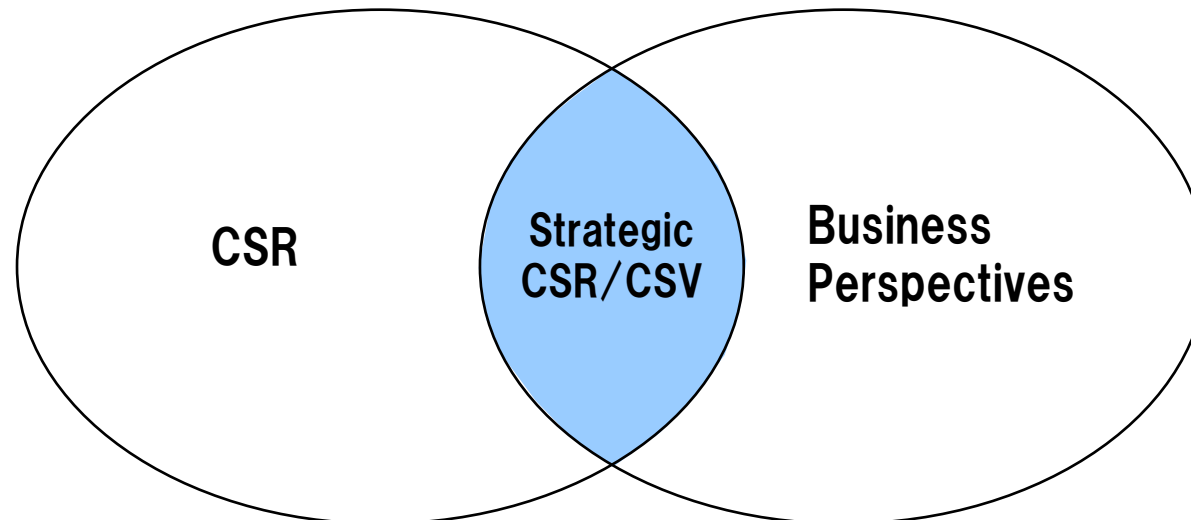 CSR
Strategic
CSR/CSV
Business
Perspectives